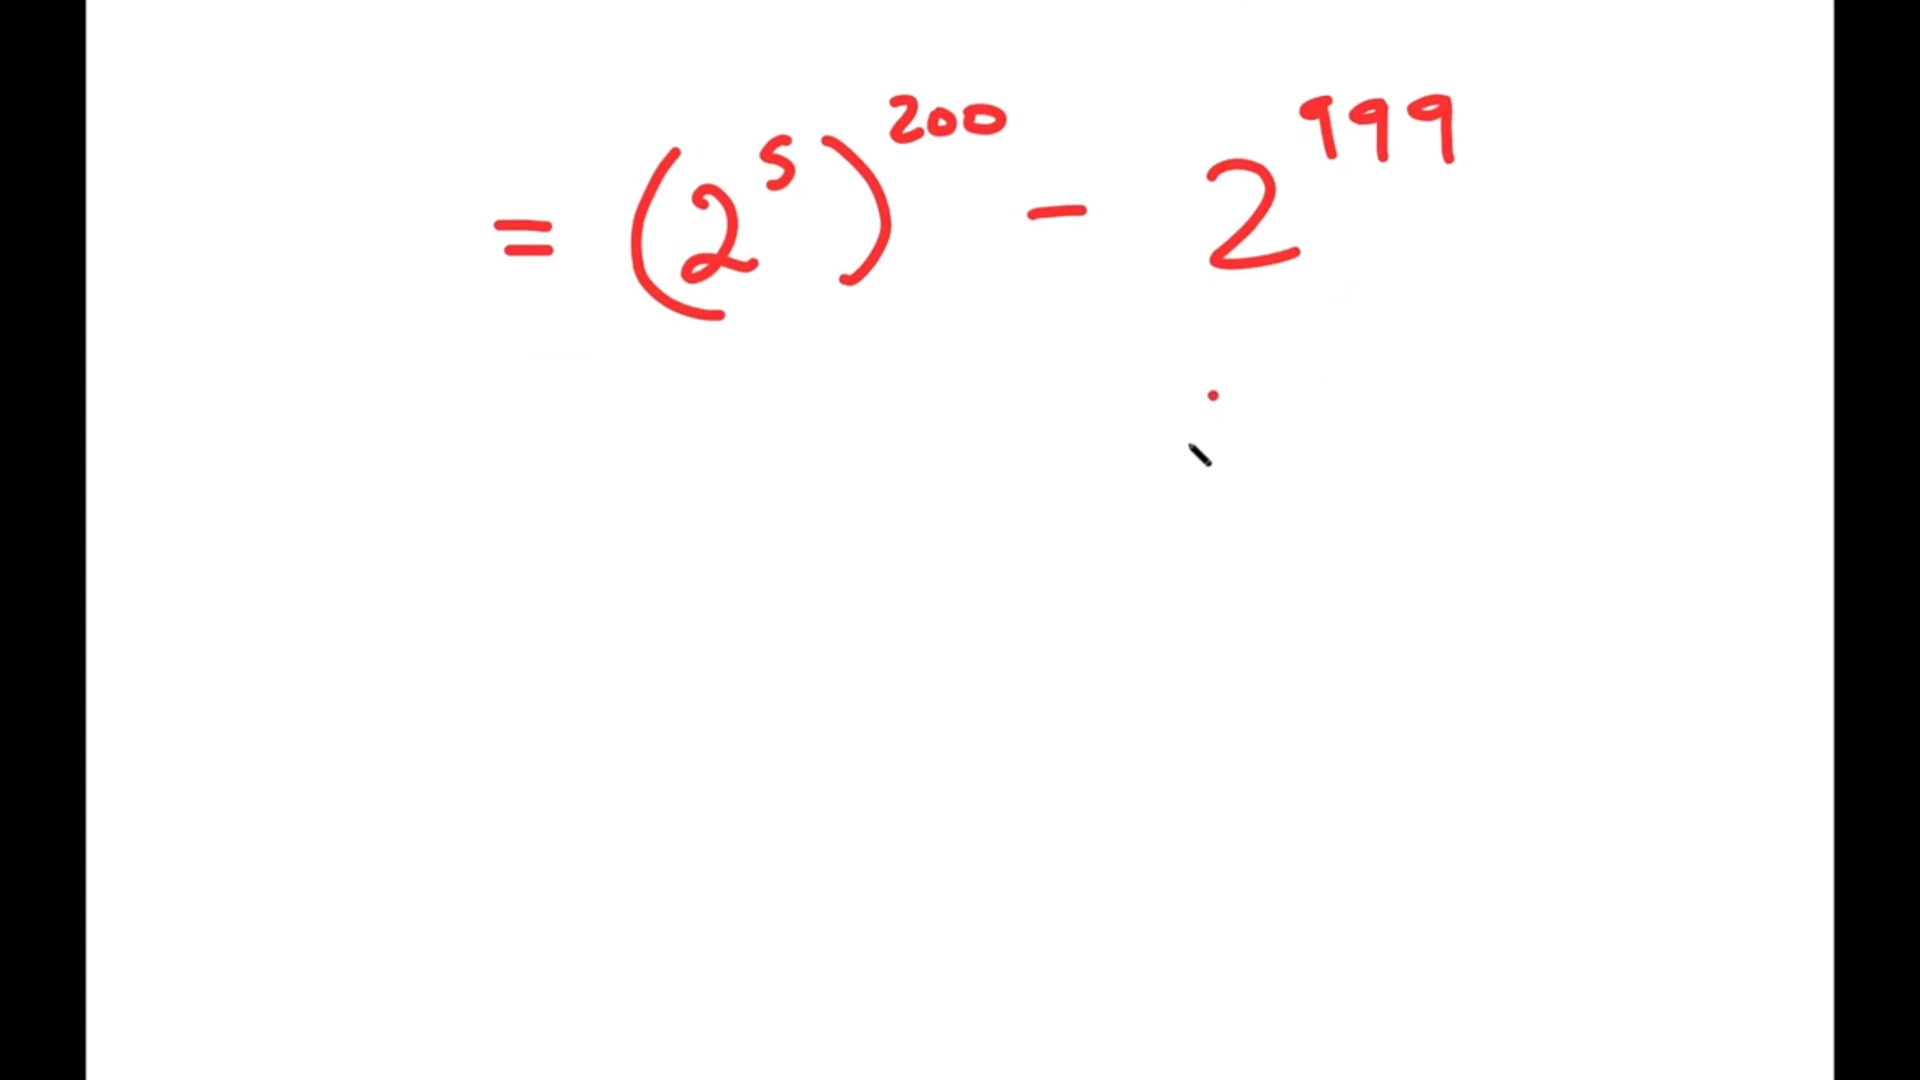 = (2⁵)²⁰⁰ - 2⁹⁹⁹